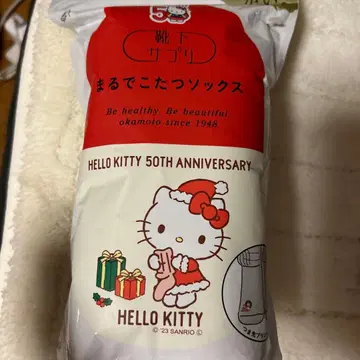 50
靴下
サプリ
まるでこたつソックス
Be healthy. Be beautiful
okamoto since 1948
HELLO KITTY 50TH ANNIVERSARY
HELLO KITTY
© '23 SANRIO Ⓛ